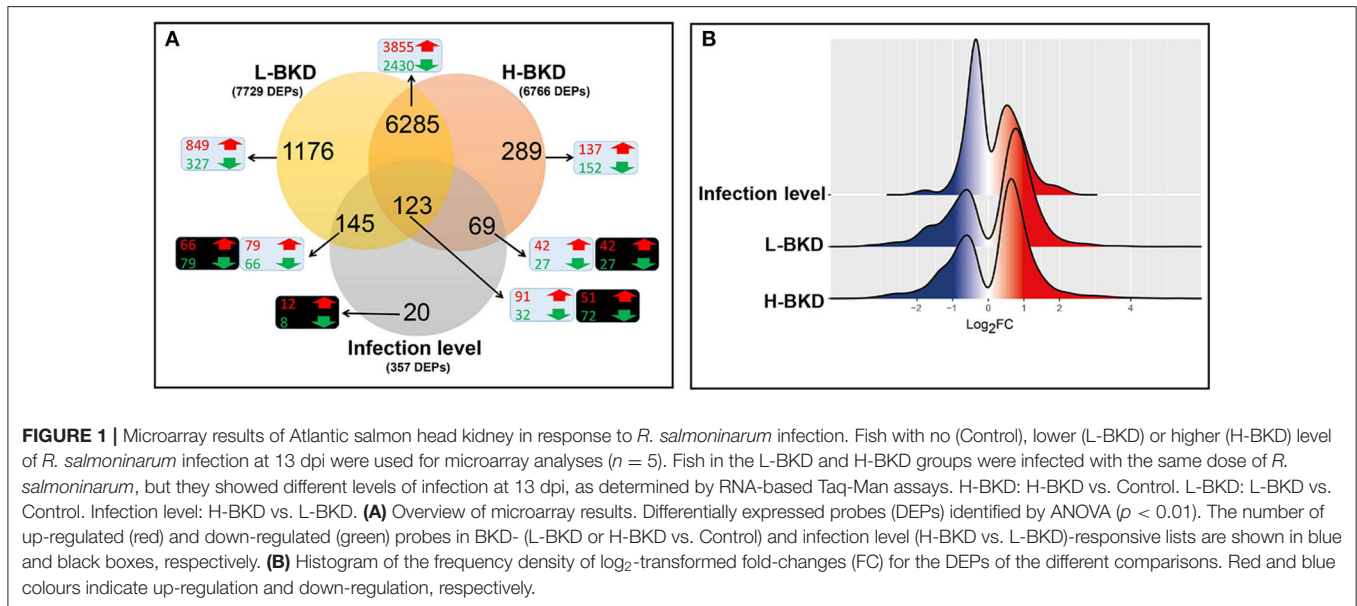 A
3855
2430
L-BKD
(7729 DEPs)
H-BKD
(6766 DEPs)
6285
849
327
1176
289
137
152
123
145
69
66
79
79
66
42
27
42
27
12
8
20
91
32
51
72
Infection level
(357 DEPs)
B
Infection level
L-BKD
H-BKD
-2 -1 0 1 2 4
Log2FC
FIGURE 1 | Microarray results of Atlantic salmon head kidney in response to R. salmoninarum infection. Fish with no (Control), lower (L-BKD) or higher (H-BKD) level
of R. salmoninarum infection at 13 dpi were used for microarray analyses (n = 5). Fish in the L-BKD and H-BKD groups were infected with the same dose of R.
salmoninarum, but they showed different levels of infection at 13 dpi, as determined by RNA-based Taq-Man assays. H-BKD: H-BKD vs. Control. L-BKD: L-BKD vs.
Control. Infection level: H-BKD vs. L-BKD. (A) Overview of microarray results. Differentially expressed probes (DEPs) identified by ANOVA (p < 0.01). The number of
up-regulated (red) and down-regulated (green) probes in BKD- (L-BKD or H-BKD vs. Control) and infection level (H-BKD vs. L-BKD)-responsive lists are shown in blue
and black boxes, respectively. (B) Histogram of the frequency density of log2-transformed fold-changes (FC) for the DEPs of the different comparisons. Red and blue
colours indicate up-regulation and down-regulation, respectively.